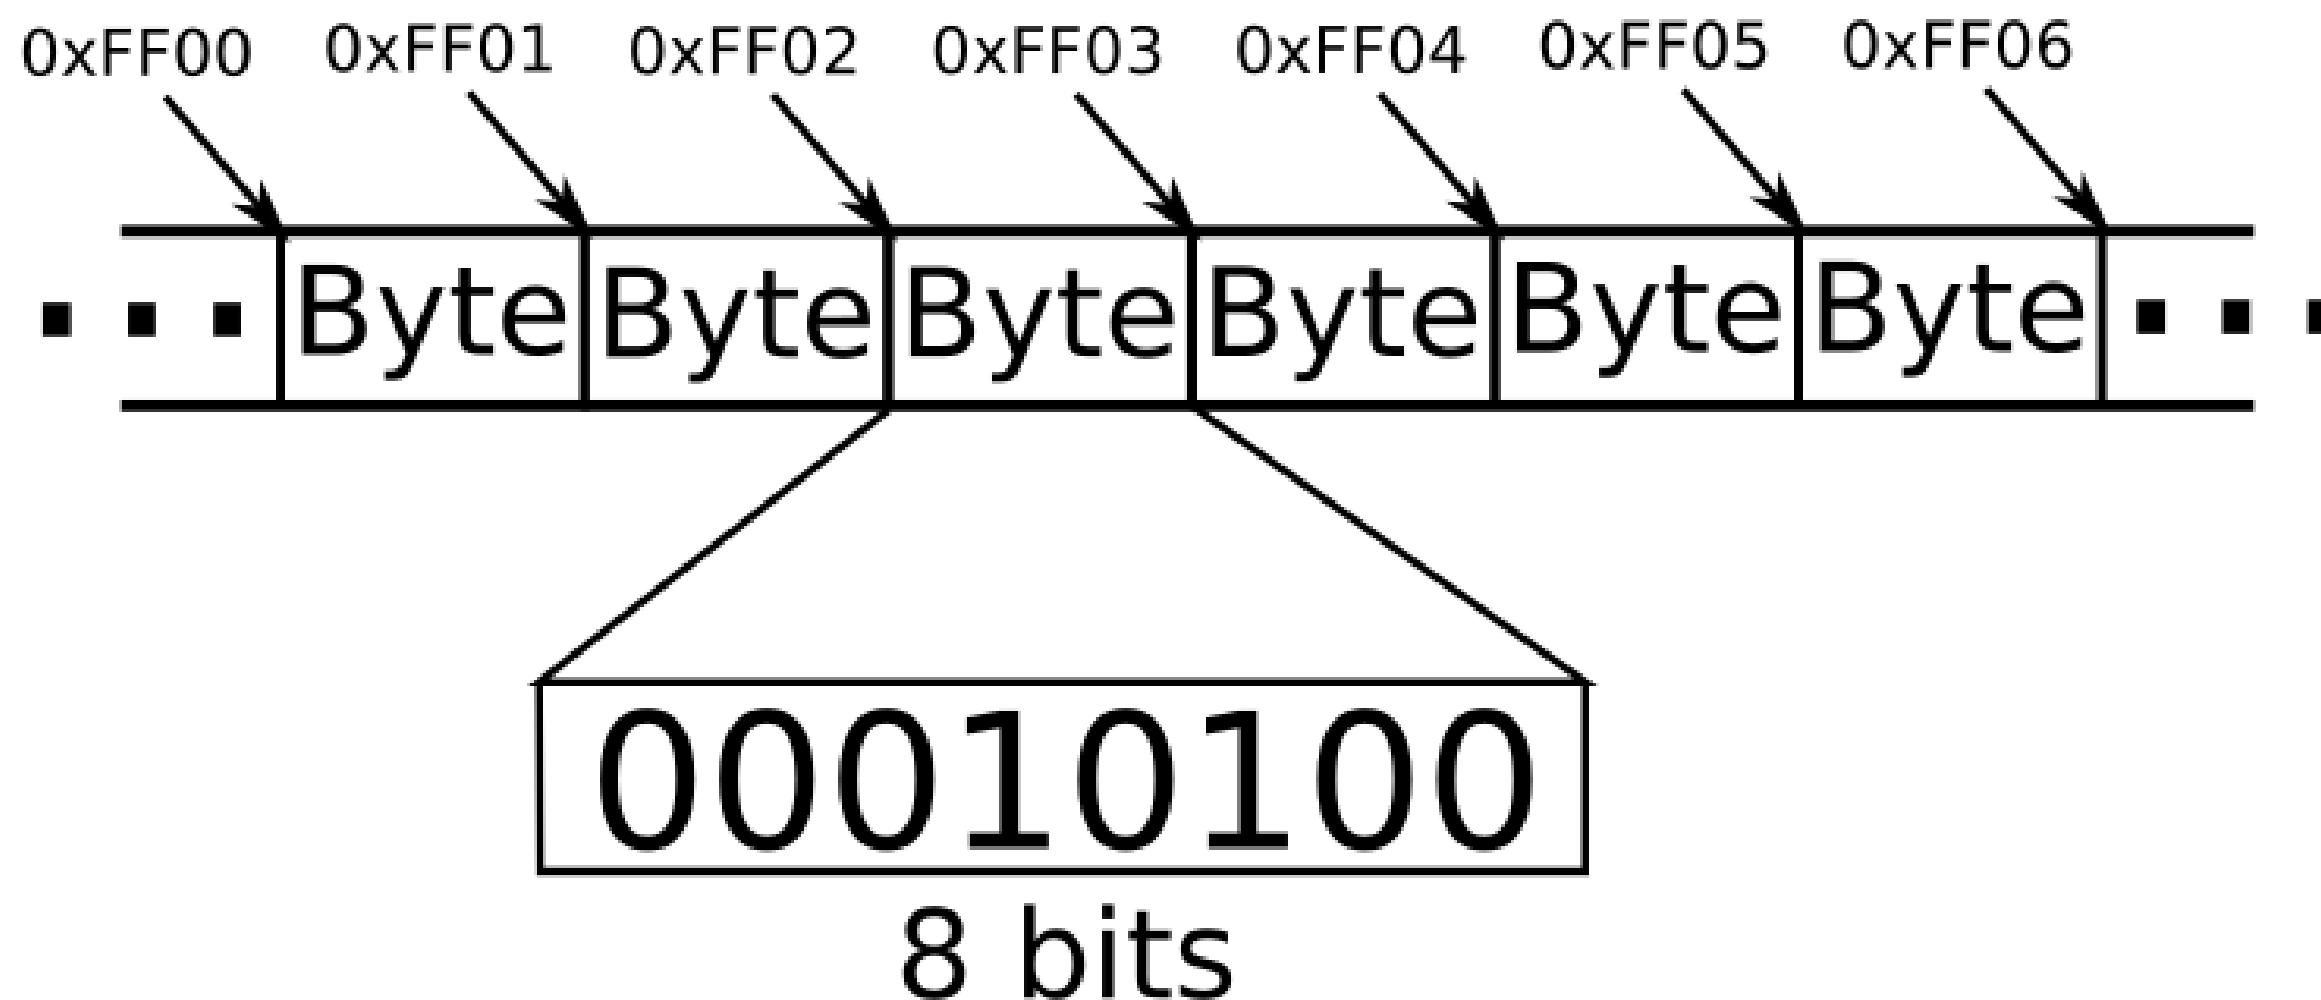 0xFF00 0xFF01 0xFF02 0xFF03 0xFF04 0xFF05 0xFF06
Byte Byte Byte Byte Byte Byte
00010100
8 bits